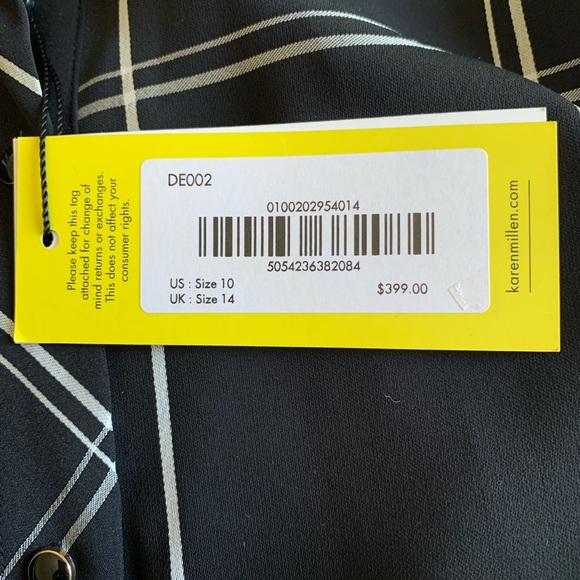 Please keep this tag
attached for change of
mind returns or exchanges.
This does not affect your
consumer rights.
DE002
0100202954014
5054236382084
US : Size 10
UK : Size 14
$399.00
karenmillen.com